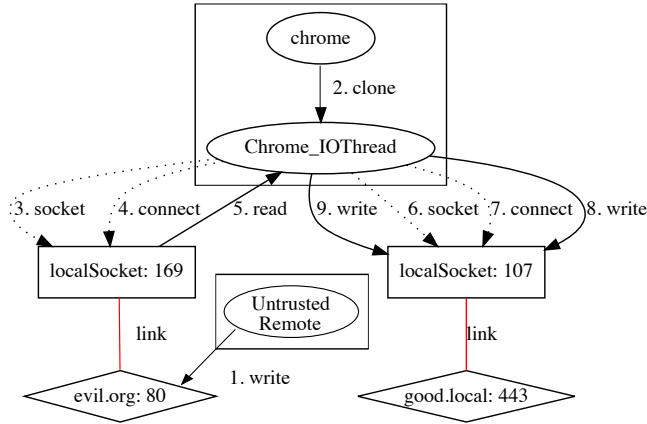 chrome
2. clone
Chrome_IOThread
3. socket
4. connect
5. read
9. write
6. socket
7. connect
8. write
localSocket: 169
localSocket: 107
Untrusted
Remote
link
link
1. write
evil.org: 80
good.local: 443